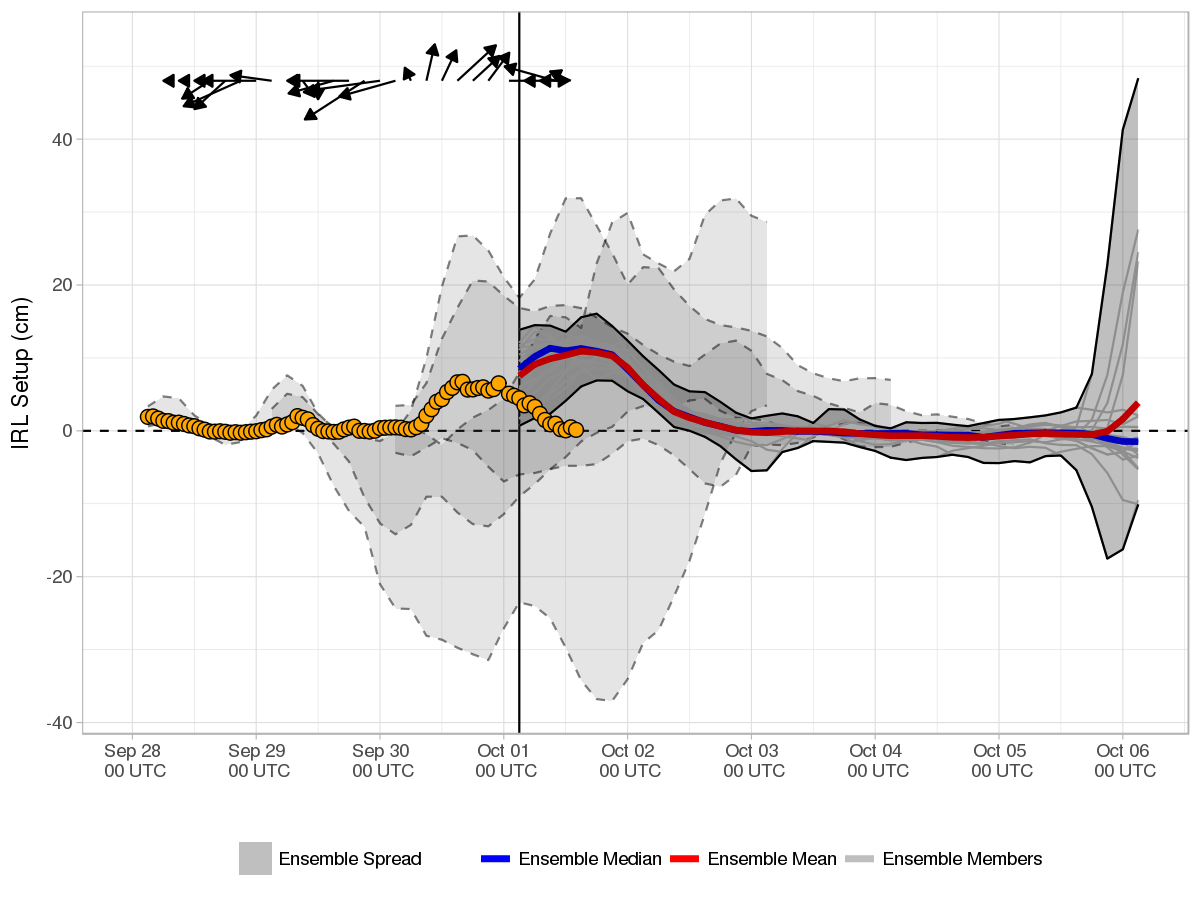 IRL Setup (cm)
40
20
0
-20
-40
Sep 28 Sep 29 Sep 30 Oct 01 Oct 02 Oct 03 Oct 04 Oct 05 Oct 06
00 UTC 00 UTC 00 UTC 00 UTC 00 UTC 00 UTC 00 UTC 00 UTC 00 UTC
Ensemble Spread Ensemble Median Ensemble Mean Ensemble Members